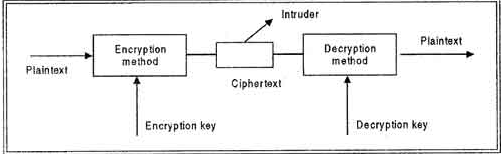 Intruder
Encryption
method
Decryption
method
Plaintext
Plaintext
Ciphertext
Encryption key
Decryption key